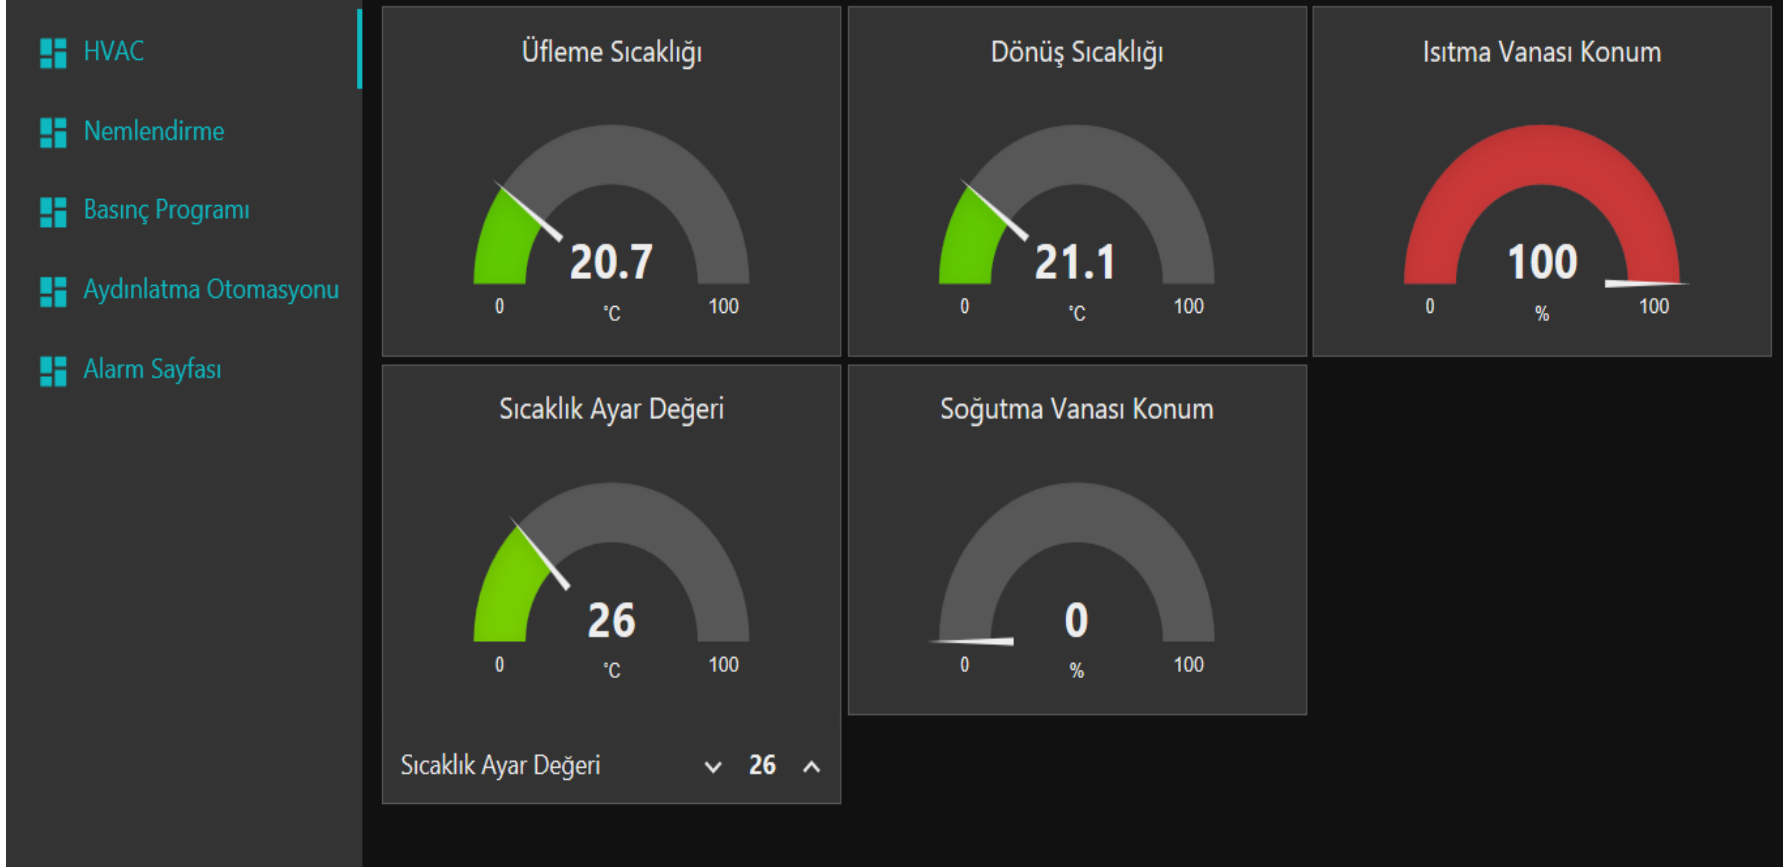 HVAC
Nemlendirme
Basınç Programı
Aydınlatma Otomasyonu
Alarm Sayfası
Üfleme Sıcaklığı
20.7
0
°C
100
Dönüş Sıcaklığı
21.1
0
°C
100
Isıtma Vanası Konum
100
0
%
100
Sıcaklık Ayar Değeri
26
0
°C
100
Sıcaklık Ayar Değeri 26
Soğutma Vanası Konum
0
0
%
100